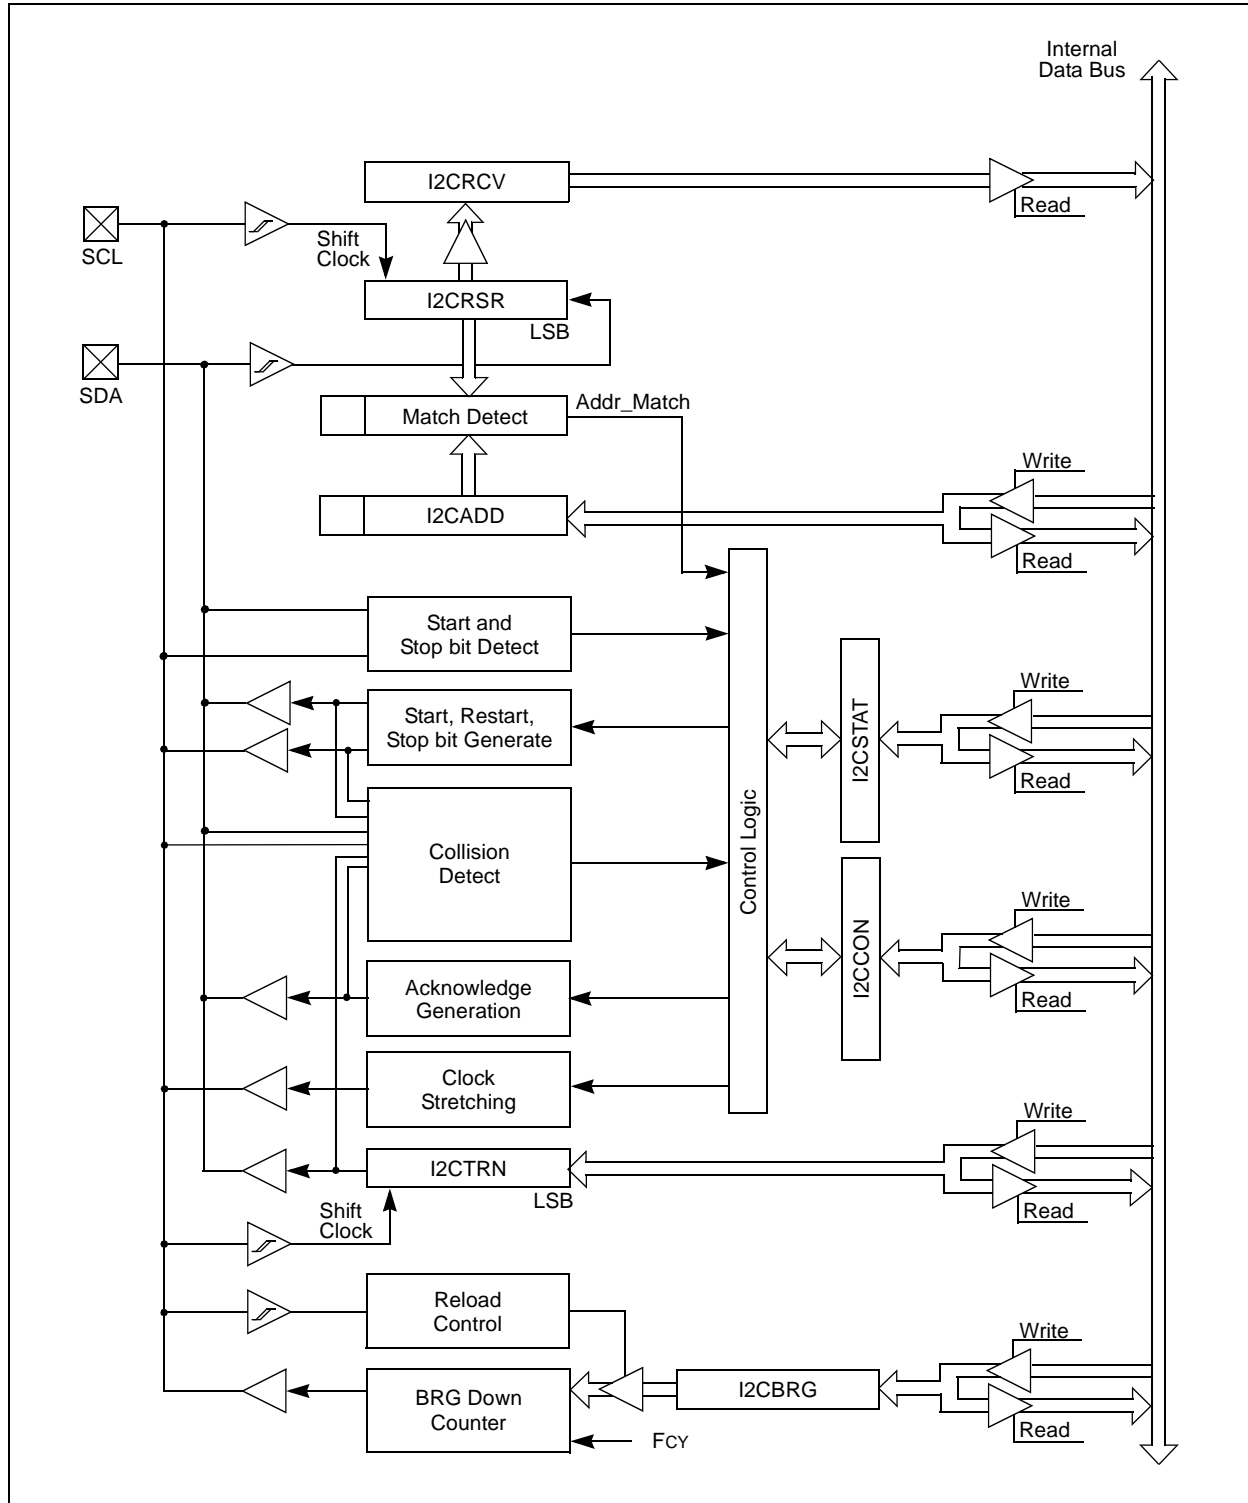 Internal
Data Bus
I2CRCV
Read
SCL
Shift
Clock
I2CRSR
LSB
SDA
Match Detect
Addr_Match
Write
I2CADD
Read
Start and
Stop bit Detect
Start, Restart,
Stop bit Generate
Write
I2CSTAT
Read
Control Logic
Collision
Detect
Write
I2CCON
Read
Acknowledge
Generation
Clock
Stretching
Write
I2CTRN
LSB
Read
Shift
Clock
Reload
Control
Write
I2CBRG
BRG Down
Counter
Read
FCY